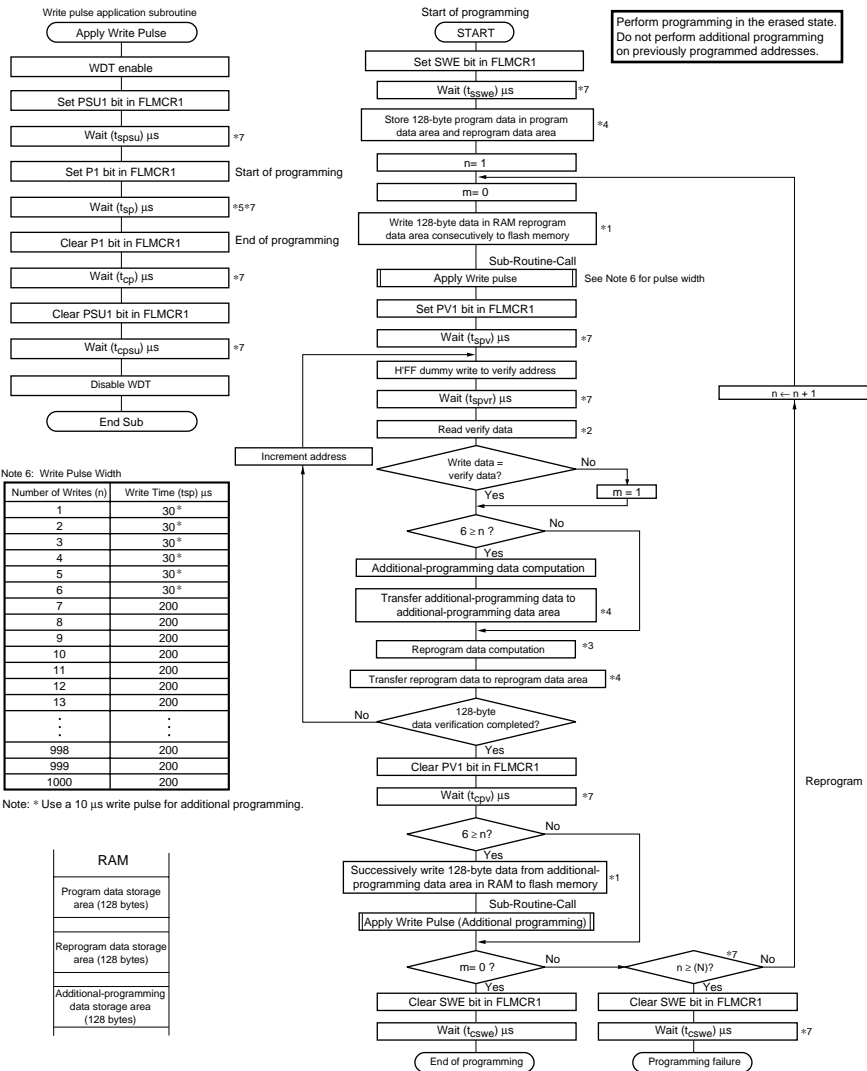 Write pulse application subroutine
Apply Write Pulse
WDT enable
Set PSU1 bit in FLMCR1
Wait (tspsu) μs
*7
Set P1 bit in FLMCR1
Start of programming
Wait (tsp) μs
*5*7
Clear P1 bit in FLMCR1
End of programming
Wait (tcp) μs
*7
Clear PSU1 bit in FLMCR1
Wait (tcpsu) μs
*7
Disable WDT
End Sub
Note 6: Write Pulse Width
Number of Writes (n) Write Time (tsp) μs
1 30*
2 30*
3 30*
4 30*
5 30*
6 30*
7 200
8 200
9 200
10 200
11 200
12 200
13 200
⋮ ⋮
998 200
999 200
1000 200
Note: * Use a 10 μs write pulse for additional programming.
RAM
Program data storage
area (128 bytes)
Reprogram data storage
area (128 bytes)
Additional-programming
data storage area
(128 bytes)
Start of programming
START
Perform programming in the erased state.
Do not perform additional programming
on previously programmed addresses.
Set SWE bit in FLMCR1
Wait (tsswe) μs
*7
Store 128-byte program data in program
data area and reprogram data area
*4
n= 1
m= 0
Write 128-byte data in RAM reprogram
data area consecutively to flash memory
*1
Sub-Routine-Call
Apply Write pulse
See Note 6 for pulse width
Set PV1 bit in FLMCR1
Wait (tspv) μs
*7
H'FF dummy write to verify address
Wait (tspvr) μs
*7
Read verify data
*2
Increment address
Write data =
verify data?
No
m = 1
Yes
6 ≥ n ?
No
Yes
Additional-programming data computation
Transfer additional-programming data to
additional-programming data area
*4
Reprogram data computation
*3
Transfer reprogram data to reprogram data area
*4
128-byte
data verification completed?
No
Yes
Clear PV1 bit in FLMCR1
Wait (tcpv) μs
*7
6 ≥ n?
No
Yes
Successively write 128-byte data from additional-
programming data area in RAM to flash memory
*1
Sub-Routine-Call
Apply Write Pulse (Additional programming)
m= 0 ?
No
Yes
n ≥ (N)?
*7
No
Yes
n ← n + 1
Reprogram
Clear SWE bit in FLMCR1
Clear SWE bit in FLMCR1
Wait (tcswe) μs
Wait (tcswe) μs
*7
End of programming
Programming failure